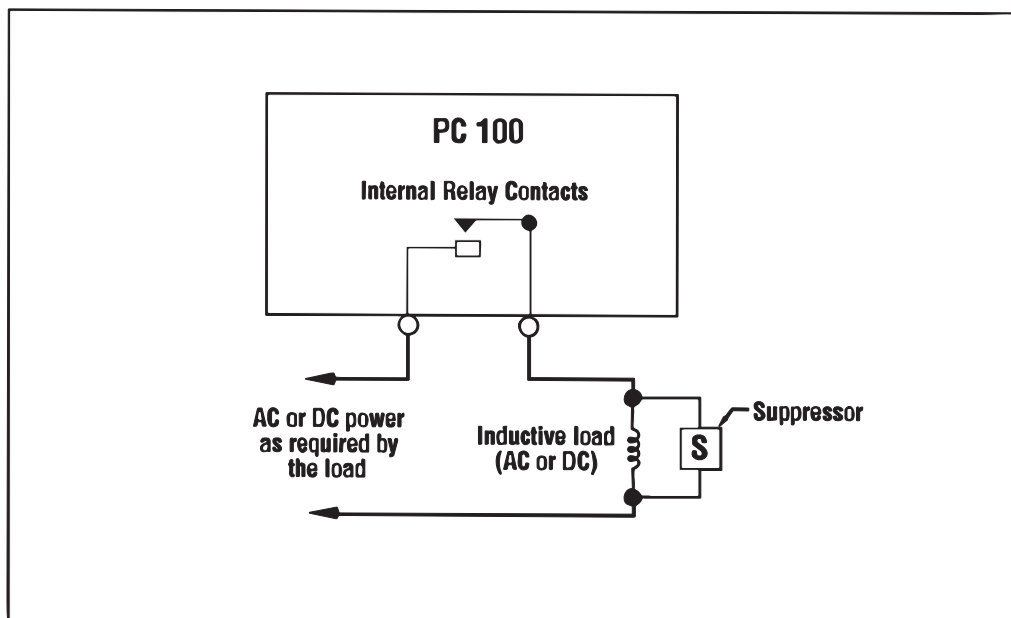 PC 100
Internal Relay Contacts
AC or DC power
as required by
the load
Inductive load
(AC or DC)
S
Suppressor